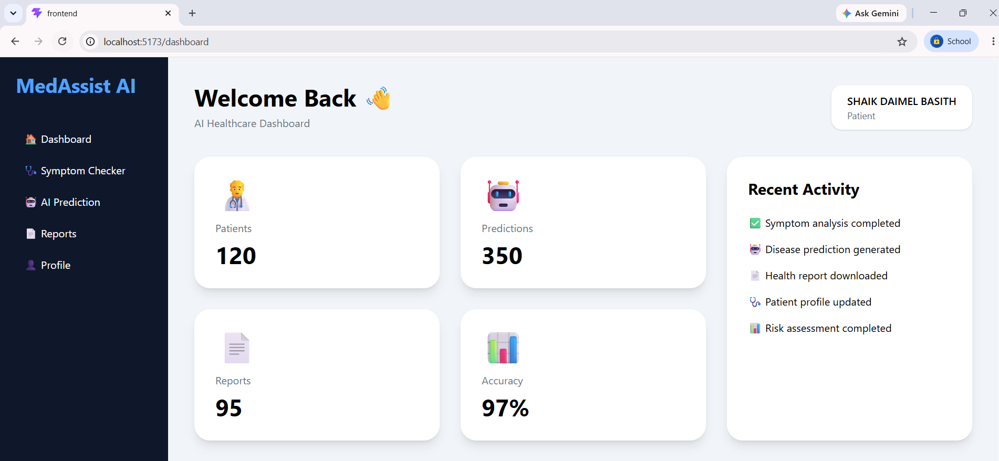 frontend
Ask Gemini
localhost:5173/dashboard
School
MedAssist AI
Dashboard
Symptom Checker
AI Prediction
Reports
Profile
Welcome Back
AI Healthcare Dashboard
SHAIK DAIMEL BASITH
Patient
Patients
120
Predictions
350
Reports
95
Accuracy
97%
Recent Activity
Symptom analysis completed
Disease prediction generated
Health report downloaded
Patient profile updated
Risk assessment completed